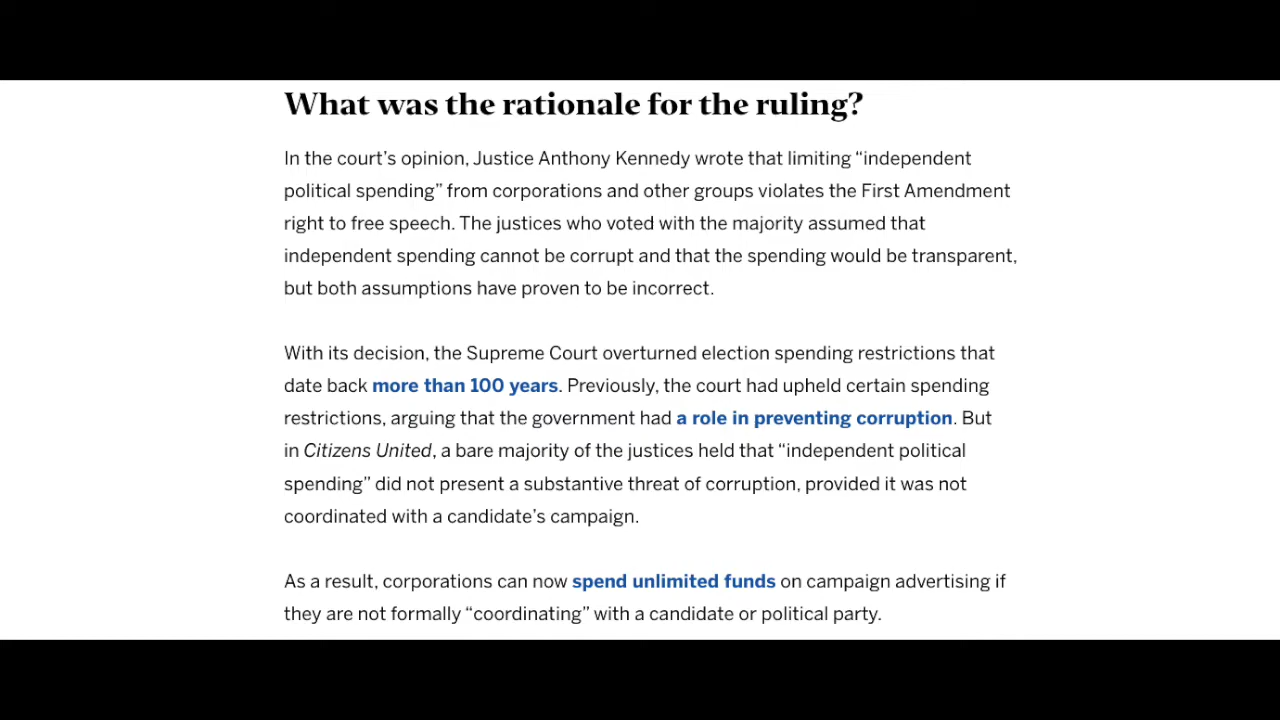 What was the rationale for the ruling?
In the court’s opinion, Justice Anthony Kennedy wrote that limiting “independent
political spending” from corporations and other groups violates the First Amendment
right to free speech. The justices who voted with the majority assumed that
independent spending cannot be corrupt and that the spending would be transparent,
but both assumptions have proven to be incorrect.
With its decision, the Supreme Court overturned election spending restrictions that
date back more than 100 years. Previously, the court had upheld certain spending
restrictions, arguing that the government had a role in preventing corruption. But
in Citizens United, a bare majority of the justices held that “independent political
spending” did not present a substantive threat of corruption, provided it was not
coordinated with a candidate’s campaign.
As a result, corporations can now spend unlimited funds on campaign advertising if
they are not formally “coordinating” with a candidate or political party.